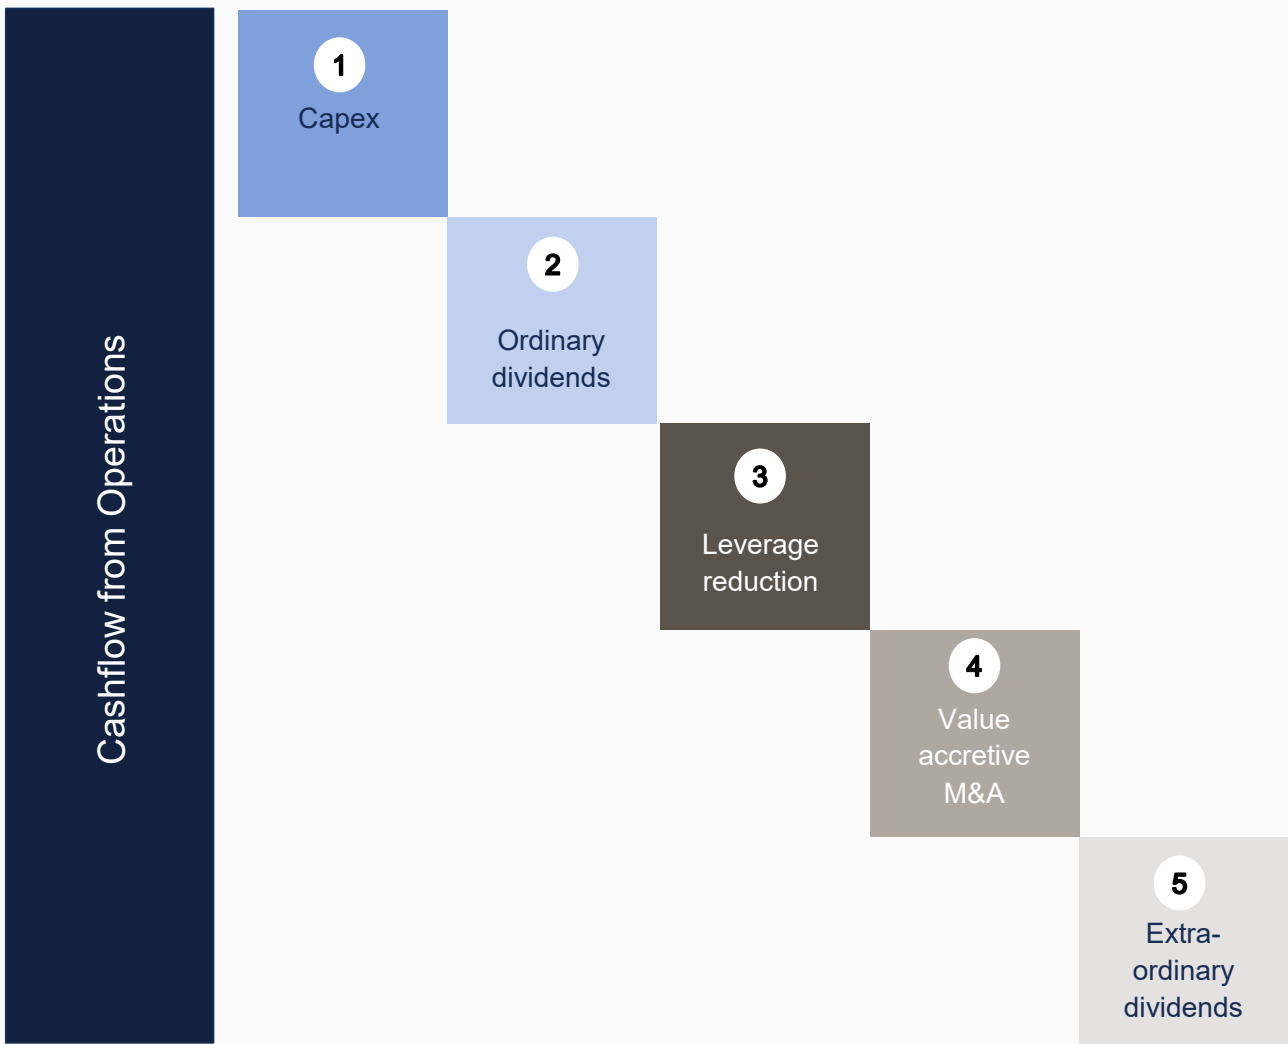 Cashflow from Operations
1
Capex
2
Ordinary
dividends
3
Leverage
reduction
4
Value
accretive
M&A
5
Extra-
ordinary
dividends